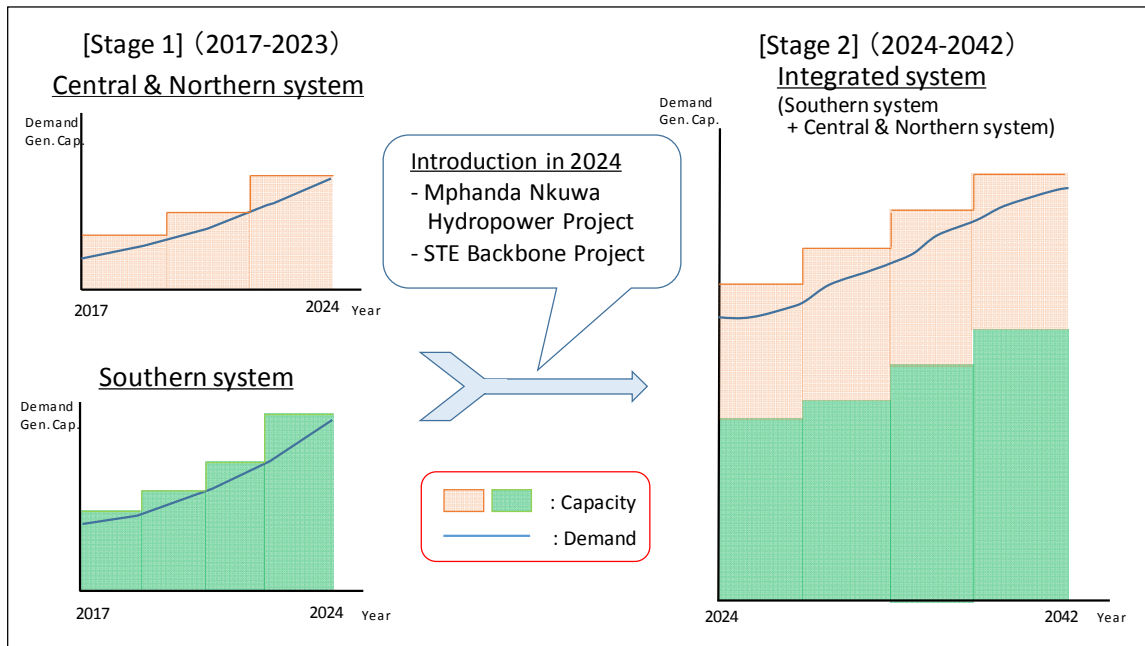 [Stage 1] （2017-2023）
Central & Northern system
Demand
Gen. Cap.
2017
2024
Year
Southern system
Demand
Gen. Cap.
2017
2024
Year
Introduction in 2024
- Mphanda Nkuwa
Hydropower Project
- STE Backbone Project
: Capacity
: Demand
[Stage 2] （2024-2042）
Integrated system
(Southern system
+ Central & Northern system)
Demand
Gen. Cap.
2024
2042
Year